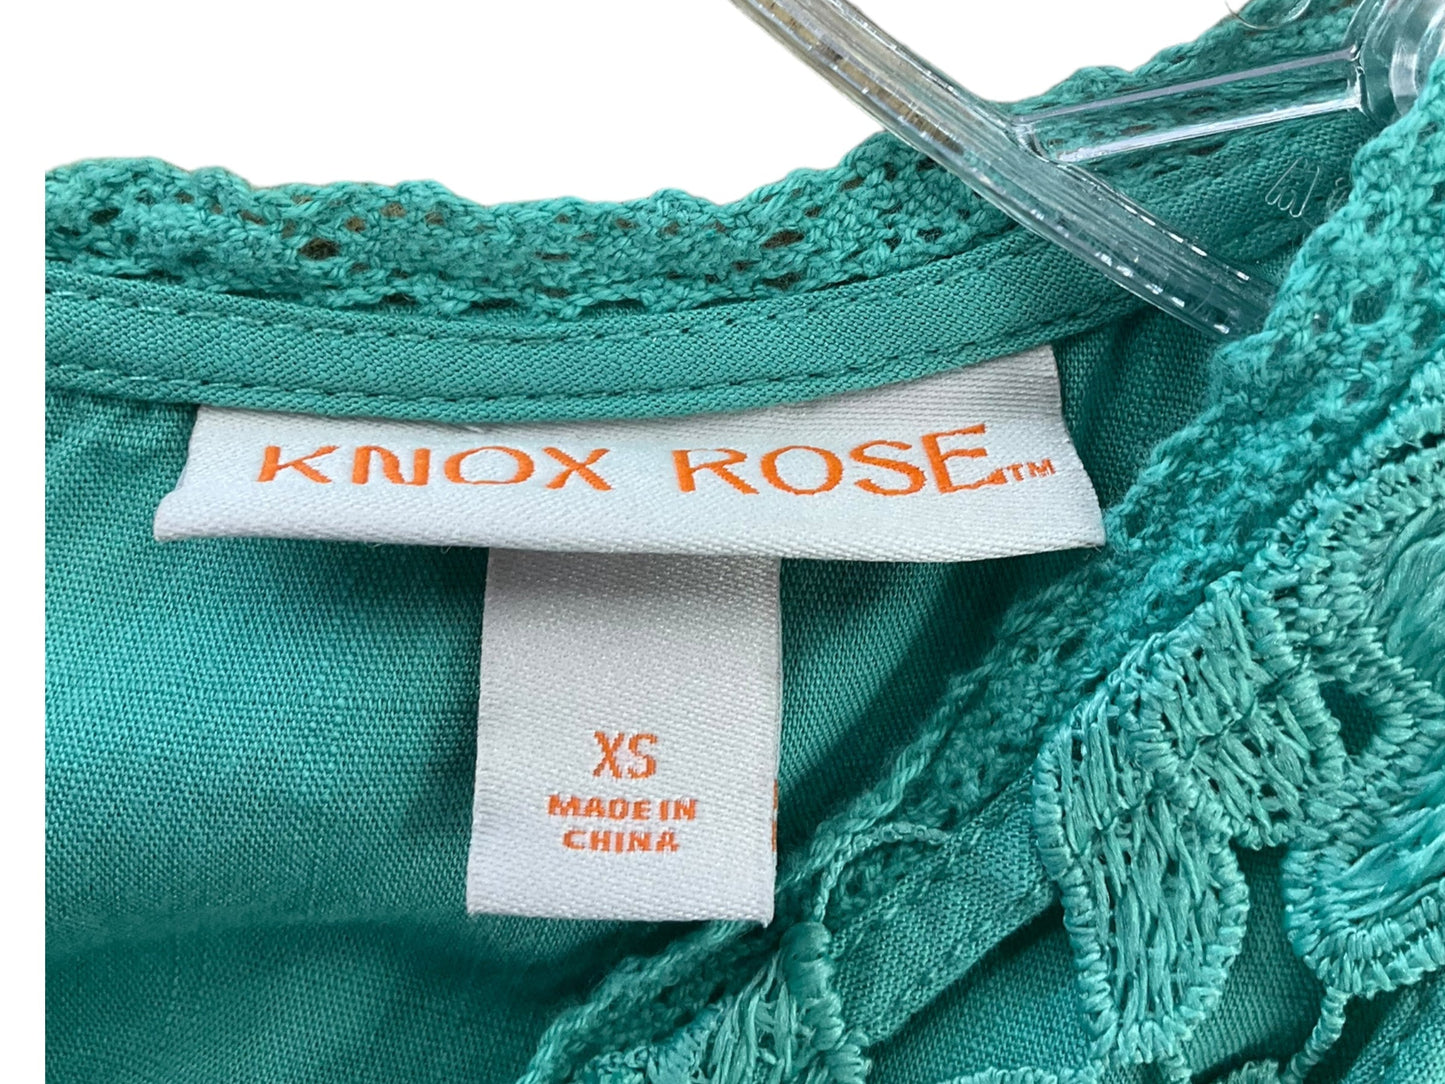 KNOX ROSE™
XS
MADE IN
CHINA